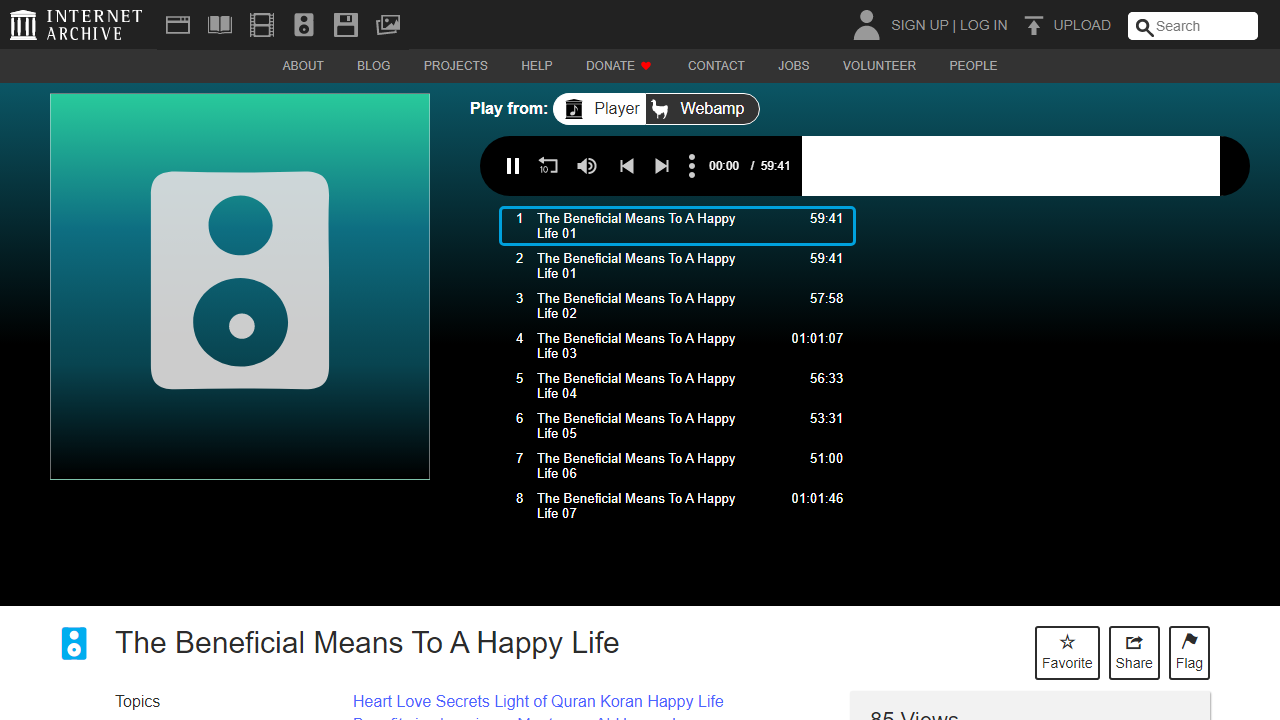 INTERNET
ARCHIVE
SIGN UP | LOG IN
UPLOAD
Search
ABOUT
BLOG
PROJECTS
HELP
DONATE
CONTACT
JOBS
VOLUNTEER
PEOPLE
Play from:
Player
Webamp
10
00:00 / 59:41
1 The Beneficial Means To A Happy 59:41
Life 01
2 The Beneficial Means To A Happy 59:41
Life 01
3 The Beneficial Means To A Happy 57:58
Life 02
4 The Beneficial Means To A Happy 01:01:07
Life 03
5 The Beneficial Means To A Happy 56:33
Life 04
6 The Beneficial Means To A Happy 53:31
Life 05
7 The Beneficial Means To A Happy 51:00
Life 06
8 The Beneficial Means To A Happy 01:01:46
Life 07
The Beneficial Means To A Happy Life
Favorite
Share
Flag
Topics
Heart Love Secrets Light of Quran Koran Happy Life
85 Views